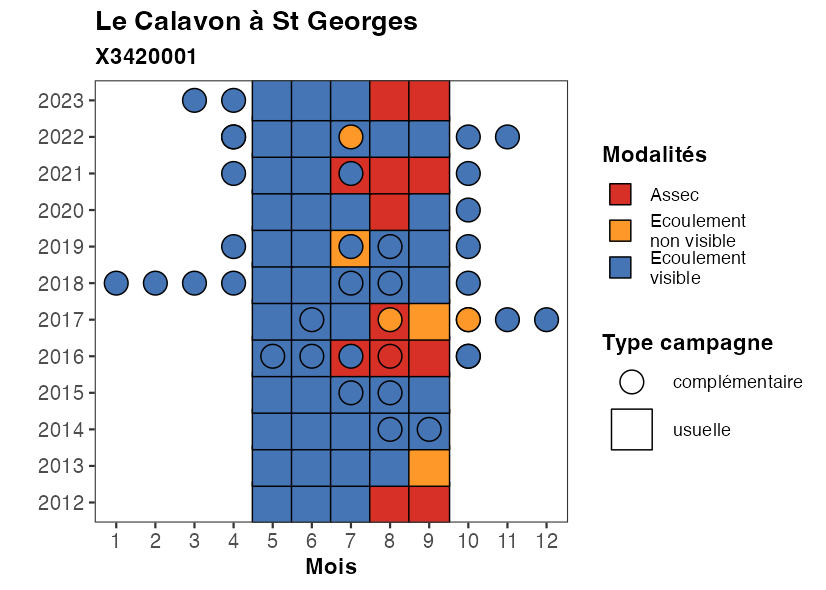 Le Calavon à St Georges
X3420001
2023
2022
2021
2020
2019
2018
2017
2016
2015
2014
2013
2012
1 2 3 4 5 6 7 8 9 10 11 12
Mois
Modalités
Assec
Ecoulement
non visible
Ecoulement
visible
Type campagne
complémentaire
usuelle